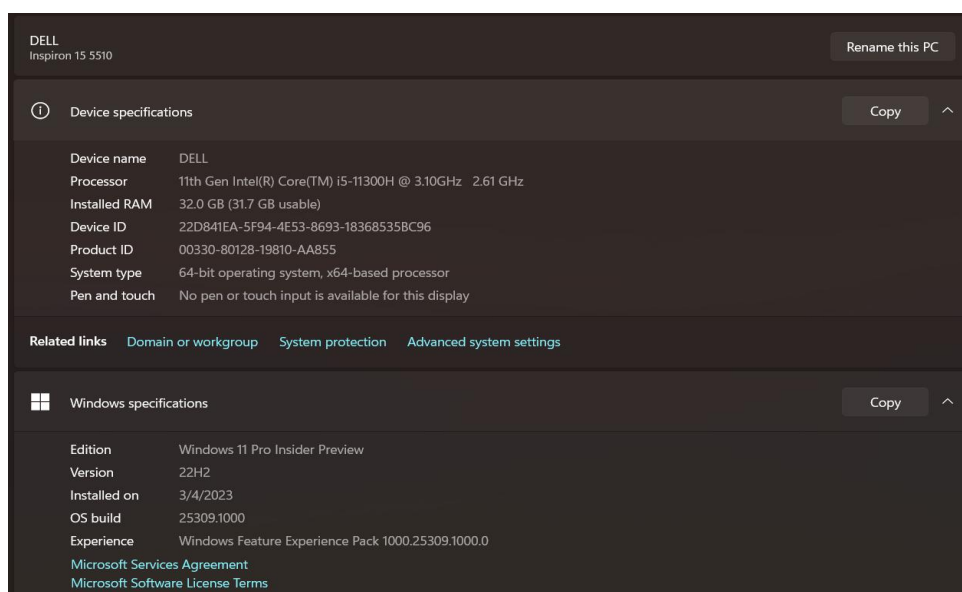 DELL
Inspiron 15 5510
Rename this PC
Device specifications
Copy
Device name DELL
Processor 11th Gen Intel(R) Core(TM) i5-11300H @ 3.10GHz 2.61 GHz
Installed RAM 32.0 GB (31.7 GB usable)
Device ID 22D841EA-5F94-4E53-8693-18368535BC96
Product ID 00330-80128-19810-AA855
System type 64-bit operating system, x64-based processor
Pen and touch No pen or touch input is available for this display
Related links Domain or workgroup System protection Advanced system settings
Windows specifications
Copy
Edition Windows 11 Pro Insider Preview
Version 22H2
Installed on 3/4/2023
OS build 25309.1000
Experience Windows Feature Experience Pack 1000.25309.1000.0
Microsoft Services Agreement
Microsoft Software License Terms